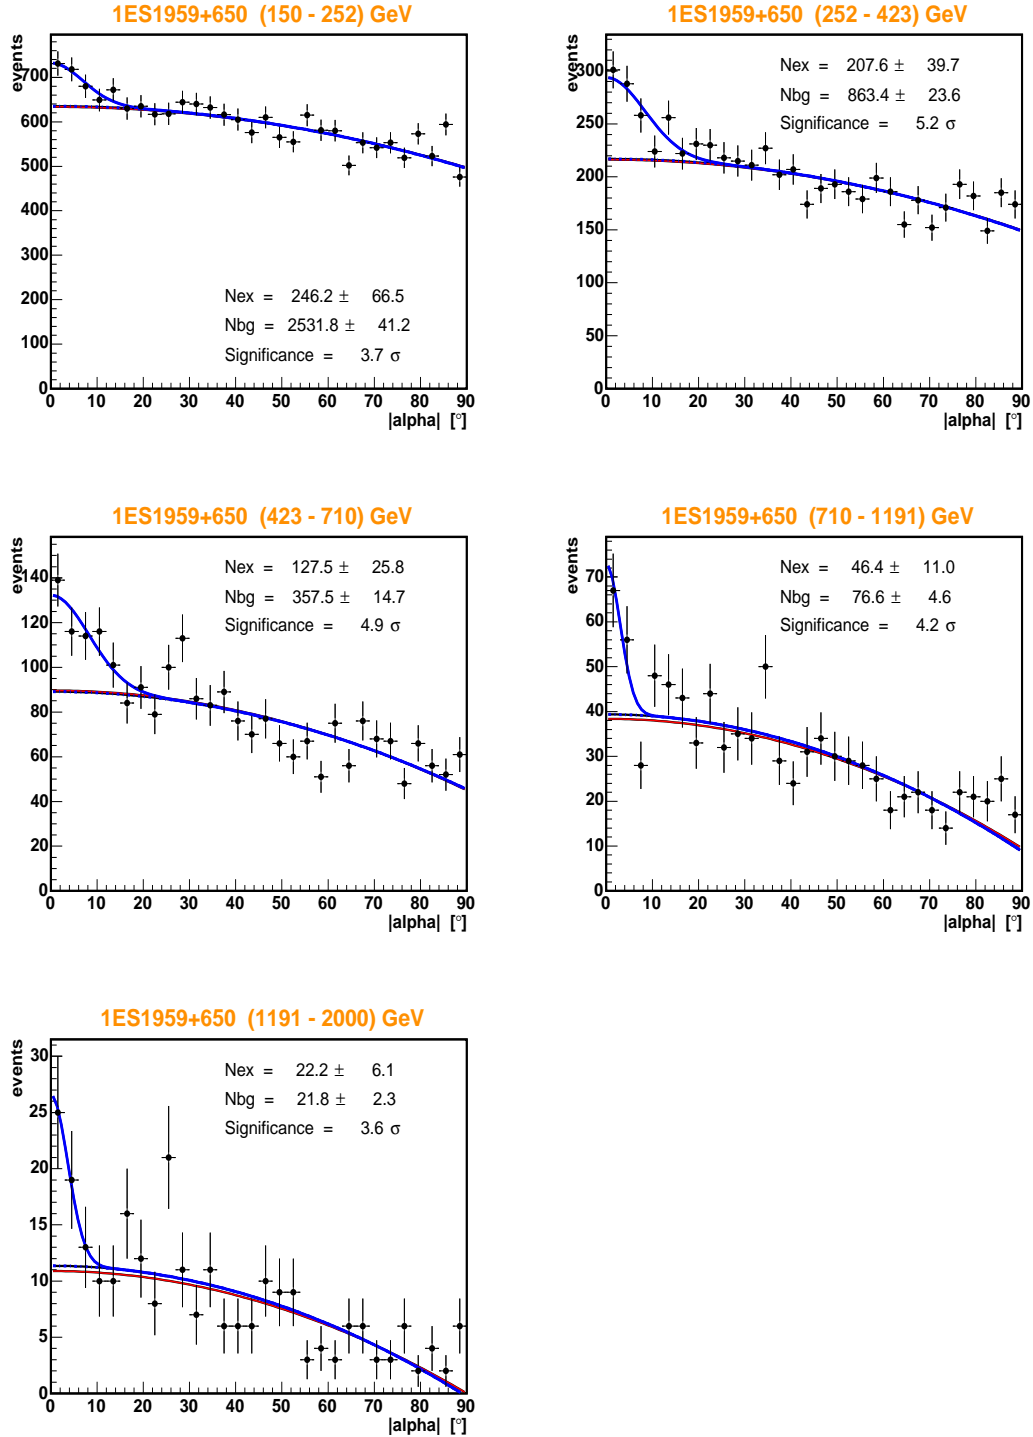 1ES1959+650 (150 - 252) GeV
events
700
600
500
400
300
200
100
0
Nex = 246.2 ± 66.5
Nbg = 2531.8 ± 41.2
Significance = 3.7 σ
0 10 20 30 40 50 60 70 80 90
|alpha| [°]
1ES1959+650 (252 - 423) GeV
events
300
250
200
150
100
50
0
Nex = 207.6 ± 39.7
Nbg = 863.4 ± 23.6
Significance = 5.2 σ
0 10 20 30 40 50 60 70 80 90
|alpha| [°]
1ES1959+650 (423 - 710) GeV
events
140
120
100
80
60
40
20
0
Nex = 127.5 ± 25.8
Nbg = 357.5 ± 14.7
Significance = 4.9 σ
0 10 20 30 40 50 60 70 80 90
|alpha| [°]
1ES1959+650 (710 - 1191) GeV
events
70
60
50
40
30
20
10
0
Nex = 46.4 ± 11.0
Nbg = 76.6 ± 4.6
Significance = 4.2 σ
0 10 20 30 40 50 60 70 80 90
|alpha| [°]
1ES1959+650 (1191 - 2000) GeV
events
30
25
20
15
10
5
0
Nex = 22.2 ± 6.1
Nbg = 21.8 ± 2.3
Significance = 3.6 σ
0 10 20 30 40 50 60 70 80 90
|alpha| [°]